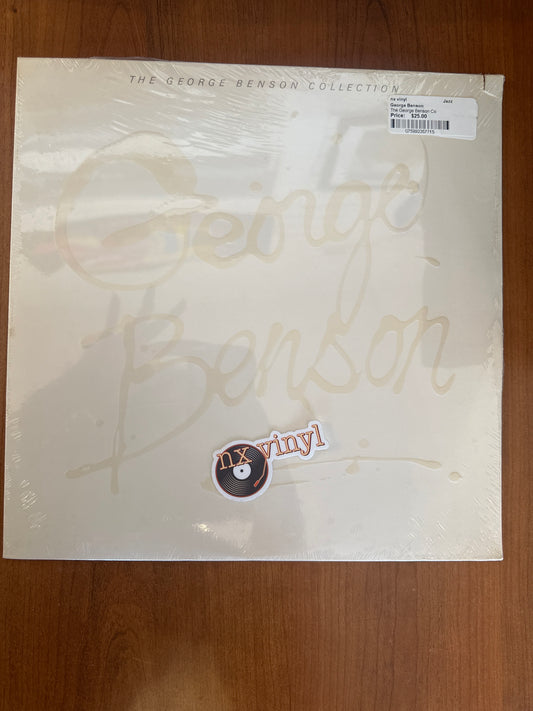 THE GEORGE BENSON COLLECTION
nx vinyl Jazz
George Benson
The George Benson Co
Price: $25.00
George
Benson
nx vinyl